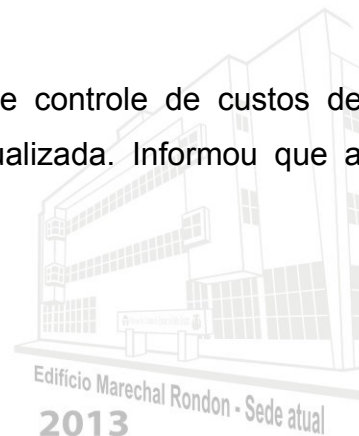 e controle de custos de
ualizada. Informou que a
Edifício Marechal Rondon - Sede atual
2013